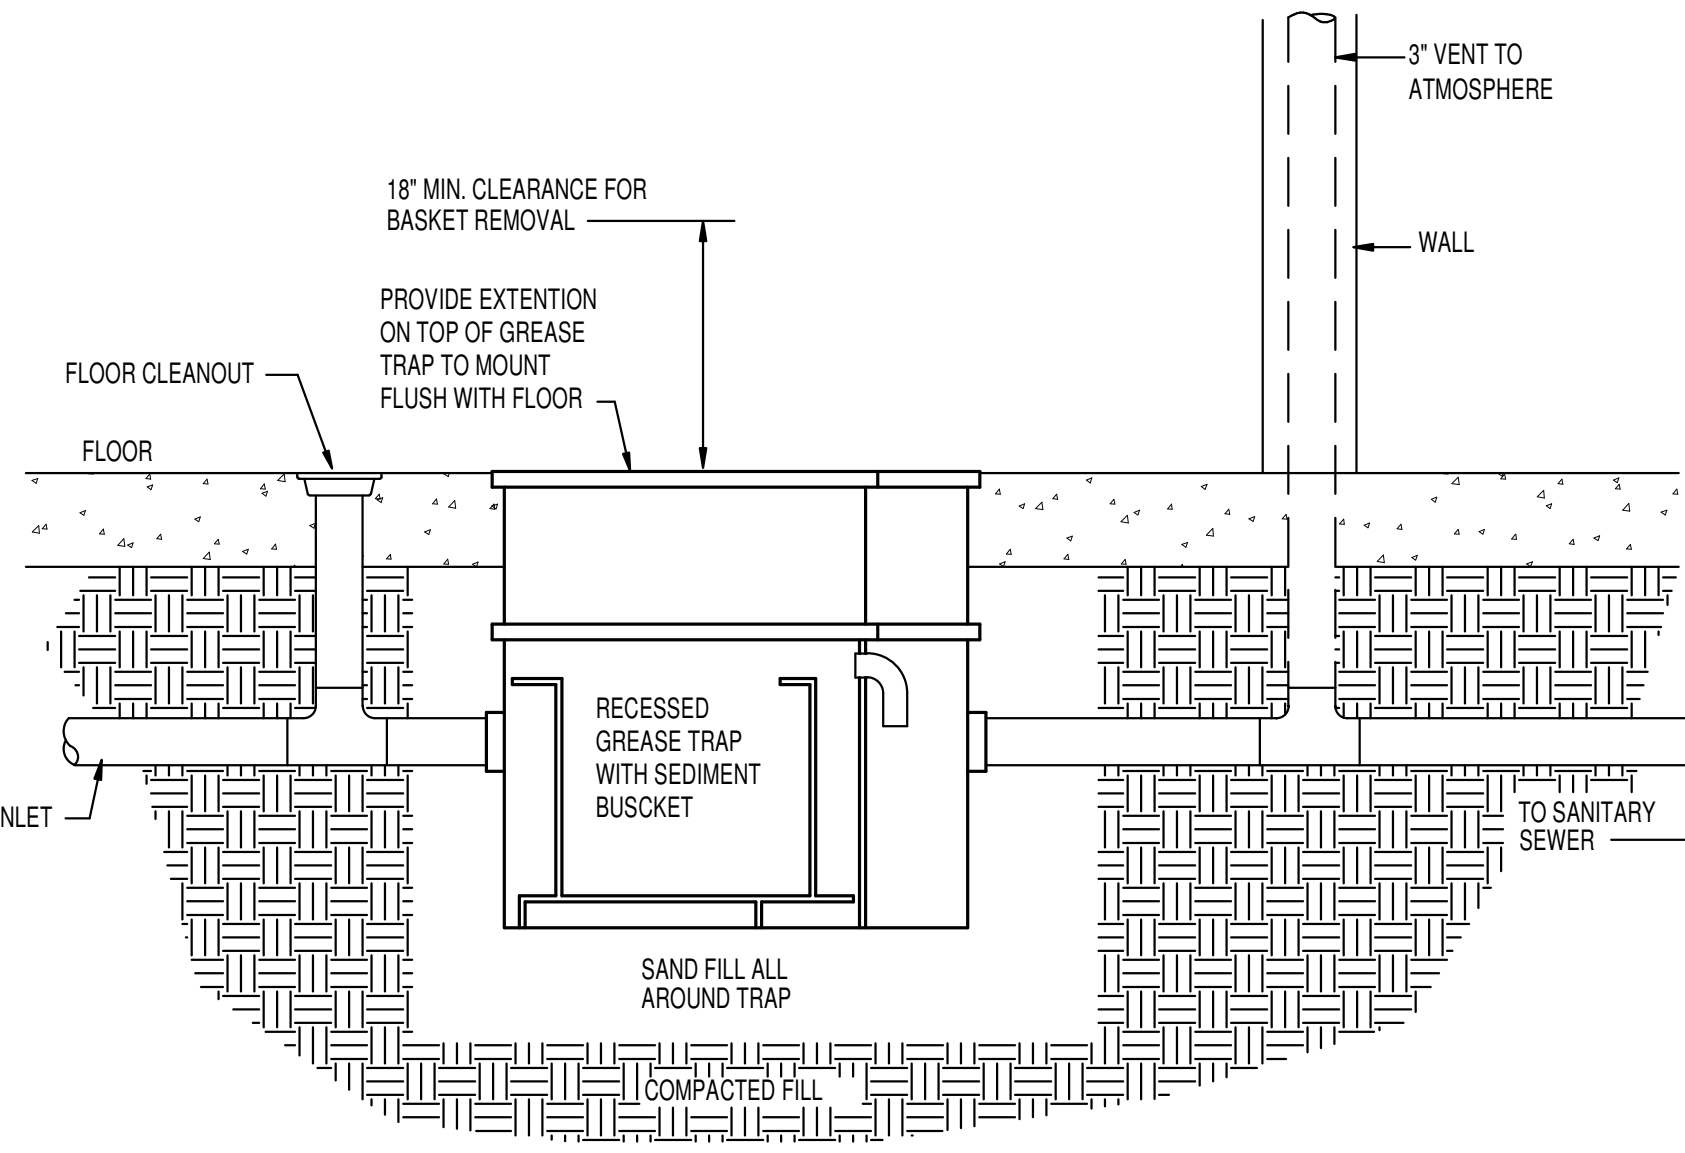 3" VENT TO
ATMOSPHERE
18" MIN. CLEARANCE FOR
BASKET REMOVAL
WALL
PROVIDE EXTENTION
ON TOP OF GREASE
TRAP TO MOUNT
FLUSH WITH FLOOR
FLOOR CLEANOUT
FLOOR
RECESSED
GREASE TRAP
WITH SEDIMENT
BUSCKET
NLET
TO SANITARY
SEWER
SAND FILL ALL
AROUND TRAP
COMPACTED FILL